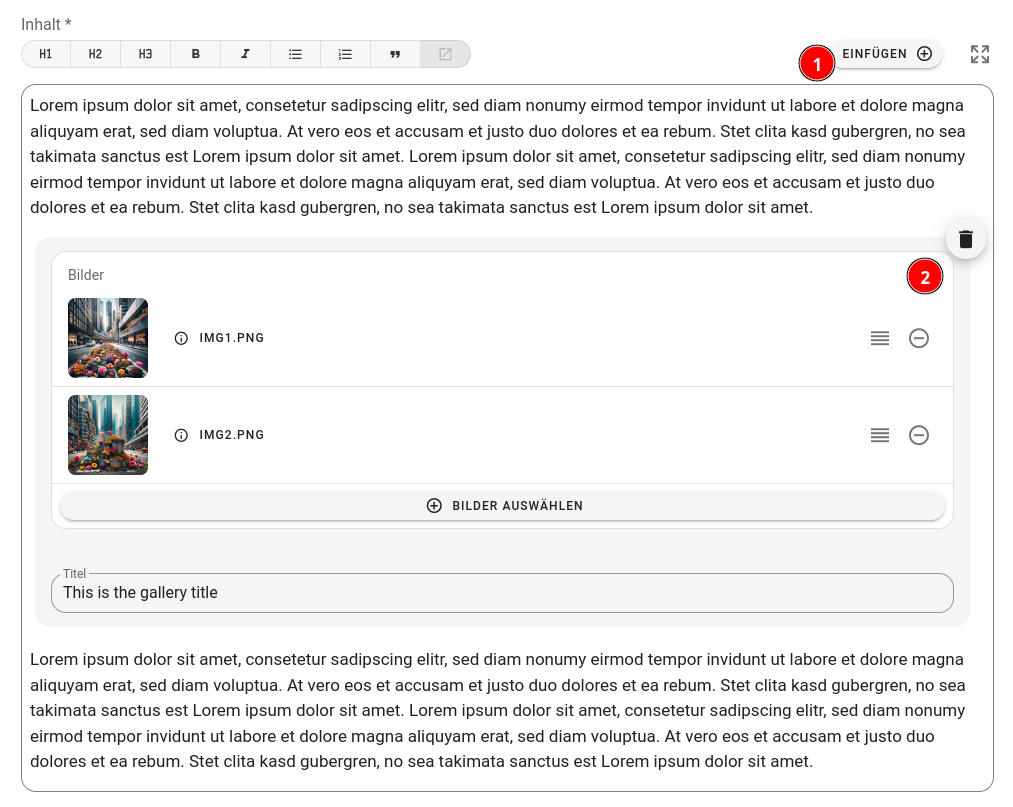 Inhalt *
H1 H2 H3 B I
EINFÜGEN
1
Lorem ipsum dolor sit amet, consetetur sadipscing elitr, sed diam nonumy eirmod tempor invidunt ut labore et dolore magna
aliquyam erat, sed diam voluptua. At vero eos et accusam et justo duo dolores et ea rebum. Stet clita kasd gubergren, no sea
takimata sanctus est Lorem ipsum dolor sit amet. Lorem ipsum dolor sit amet, consetetur sadipscing elitr, sed diam nonumy
eirmod tempor invidunt ut labore et dolore magna aliquyam erat, sed diam voluptua. At vero eos et accusam et justo duo
dolores et ea rebum. Stet clita kasd gubergren, no sea takimata sanctus est Lorem ipsum dolor sit amet.
Bilder
2
IMG1.PNG
IMG2.PNG
BILDER AUSWÄHLEN
Titel
This is the gallery title
Lorem ipsum dolor sit amet, consetetur sadipscing elitr, sed diam nonumy eirmod tempor invidunt ut labore et dolore magna
aliquyam erat, sed diam voluptua. At vero eos et accusam et justo duo dolores et ea rebum. Stet clita kasd gubergren, no sea
takimata sanctus est Lorem ipsum dolor sit amet. Lorem ipsum dolor sit amet, consetetur sadipscing elitr, sed diam nonumy
eirmod tempor invidunt ut labore et dolore magna aliquyam erat, sed diam voluptua. At vero eos et accusam et justo duo
dolores et ea rebum. Stet clita kasd gubergren, no sea takimata sanctus est Lorem ipsum dolor sit amet.